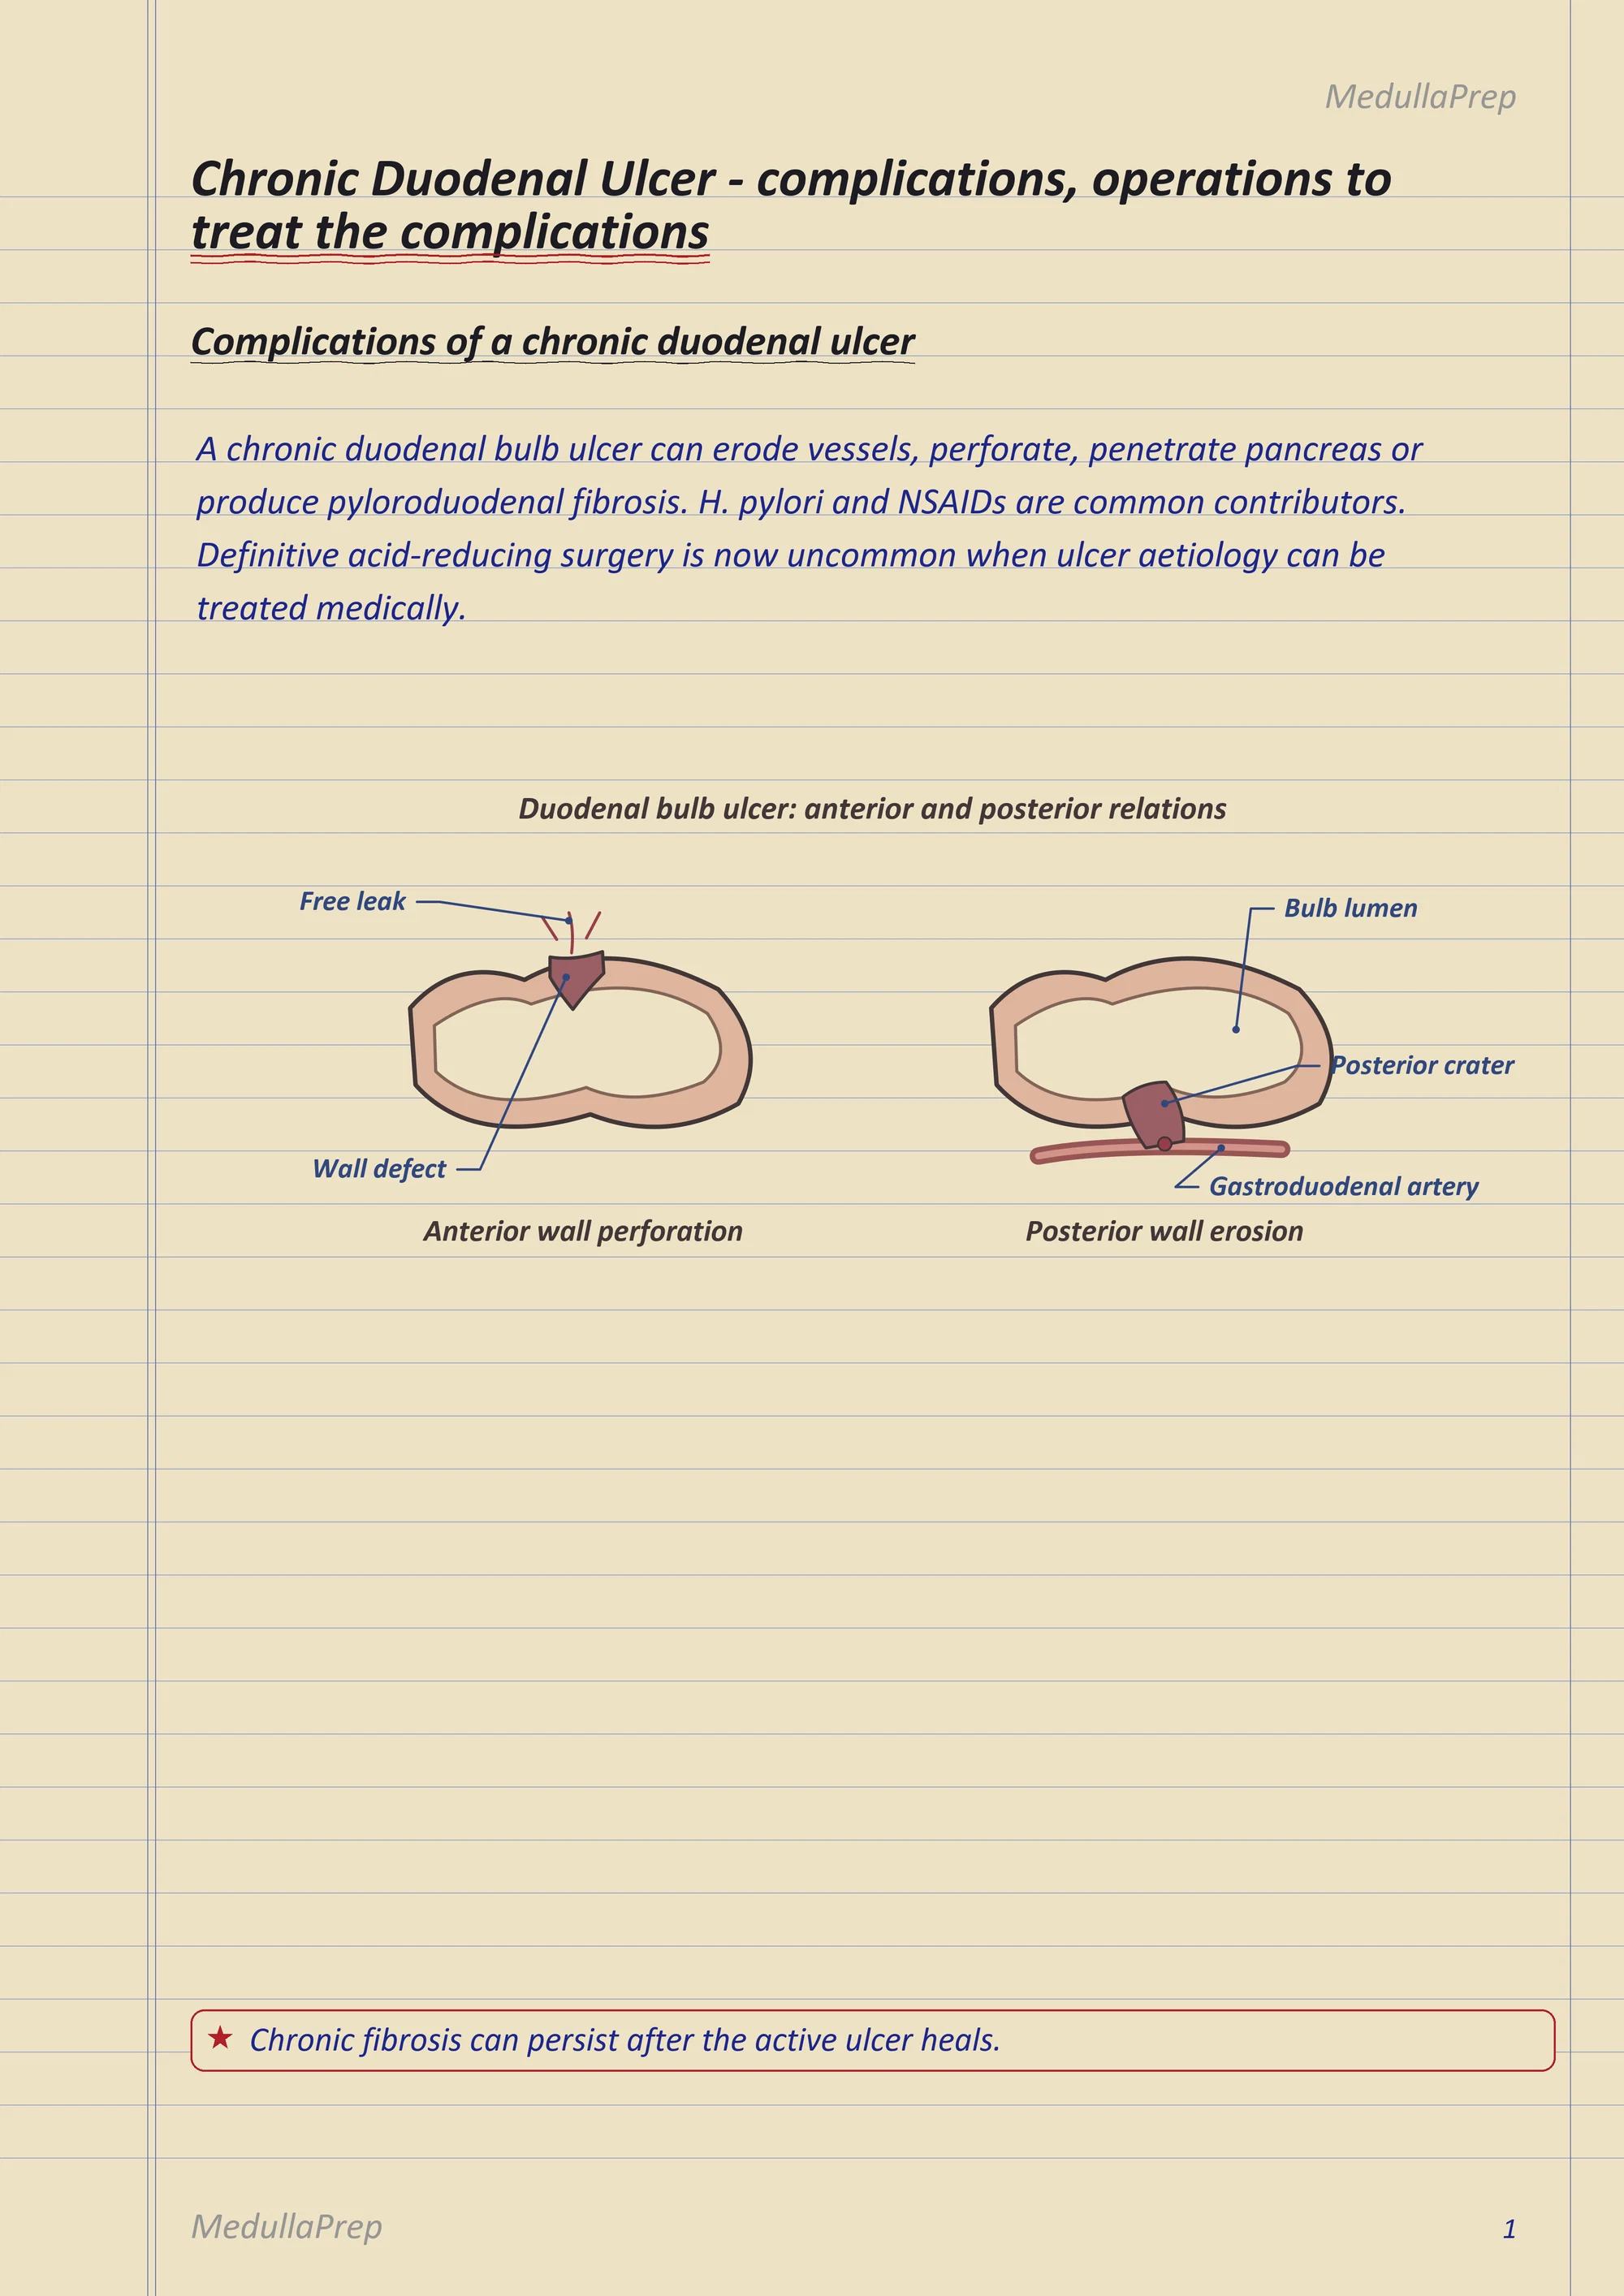 MedullaPrep
Chronic Duodenal Ulcer - complications, operations to
treat the complications
Complications of a chronic duodenal ulcer
A chronic duodenal bulb ulcer can erode vessels, perforate, penetrate pancreas or
produce pyloroduodenal fibrosis. H. pylori and NSAIDs are common contributors.
Definitive acid-reducing surgery is now uncommon when ulcer aetiology can be
treated medically.
Duodenal bulb ulcer: anterior and posterior relations
Free leak
Bulb lumen
Posterior crater
Wall defect
Gastroduodenal artery
Anterior wall perforation
Posterior wall erosion
★ Chronic fibrosis can persist after the active ulcer heals.
MedullaPrep
1